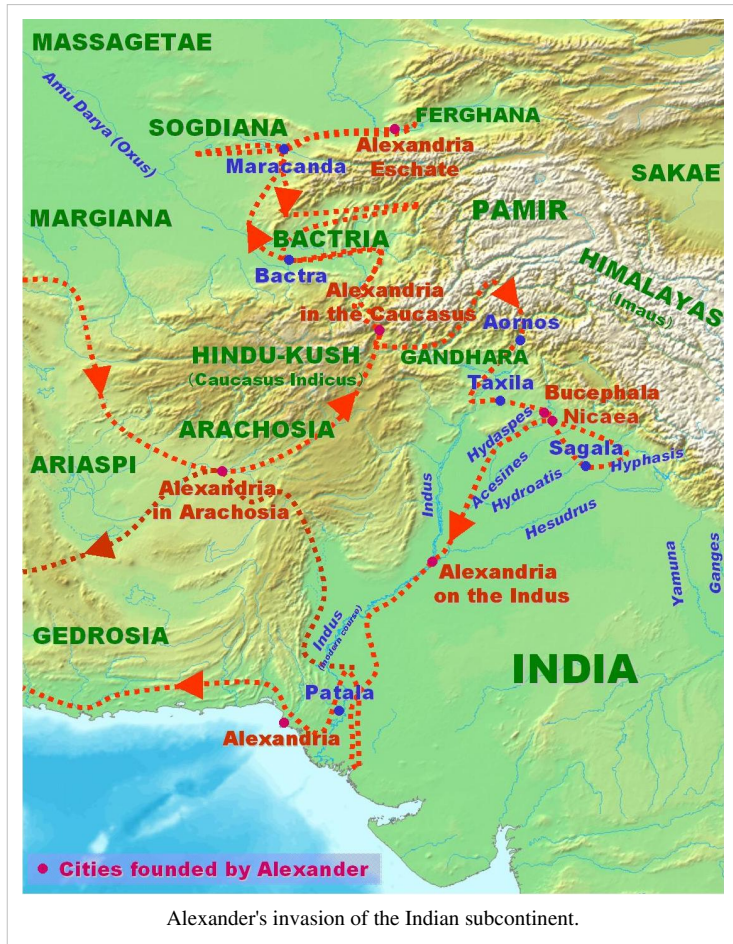 MASSAGETAE
Amu Darya (Oxus)
SOGDIANA
FERGHANA
Maracanda
Alexandria
Eschate
SAKAE
MARGIANA
PAMIR
BACTRIA
Bactra
HIMALAYAS
(Imaus)
Alexandria
in the Caucasus
Aornos
HINDU-KUSH
(Caucasus Indicus)
GANDHARA
Taxila
Bucephala
Nicaea
ARACHOSIA
Hydaspes
Sagala
ARIASPI
Acesines
Hyphasis
Alexandria
in Arachosia
Indus
Hydroatis
Hesudrus
Yamuna
Ganges
Alexandria
on the Indus
GEDROSIA
Indus
(modern course)
INDIA
Patala
Alexandria
Cities founded by Alexander
Alexander's invasion of the Indian subcontinent.